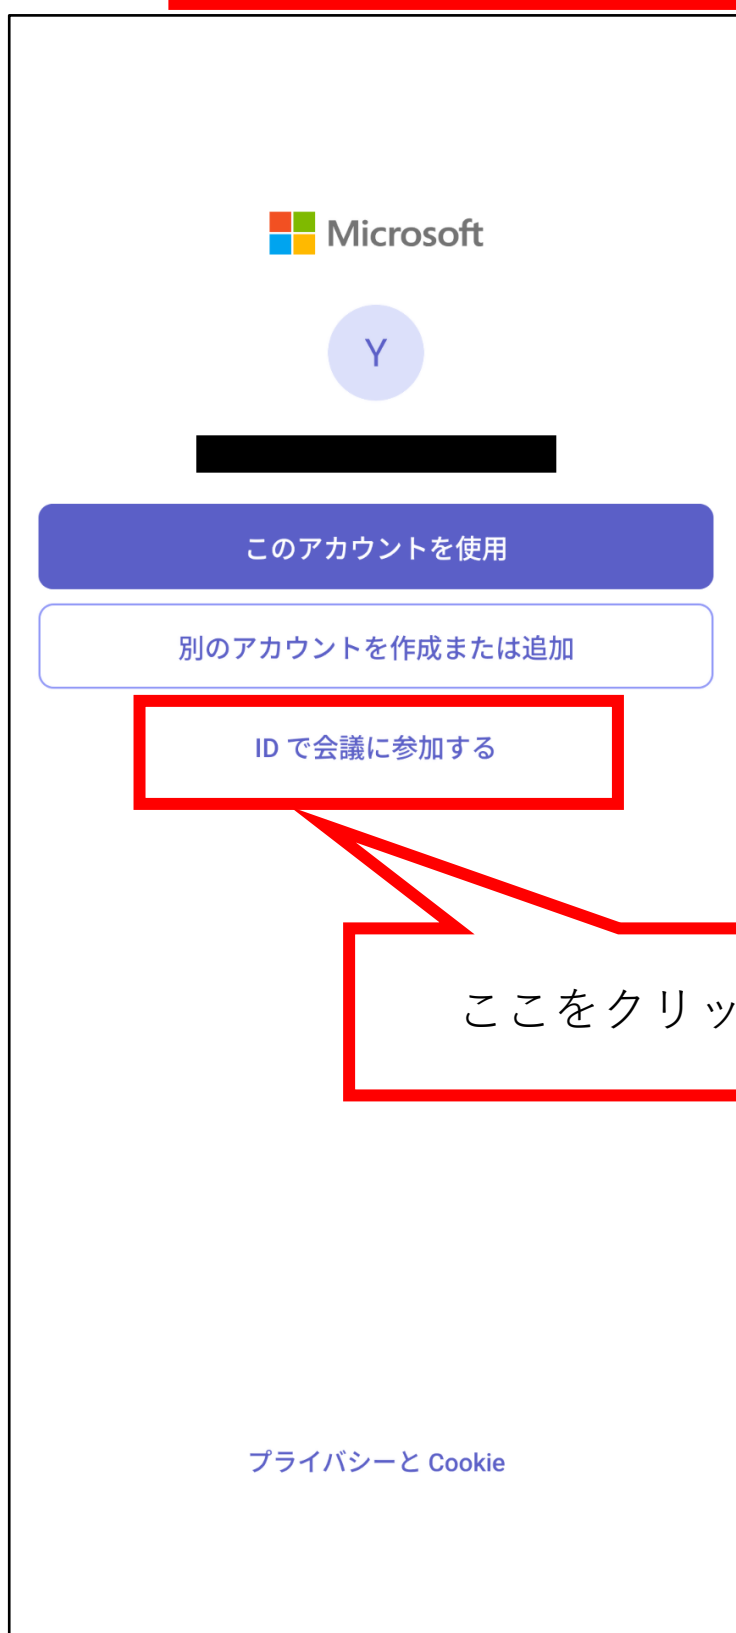 Microsoft
Y
このアカウントを使用
別のアカウントを作成または追加
ID で会議に参加する
ここをクリッ
プライバシーと Cookie